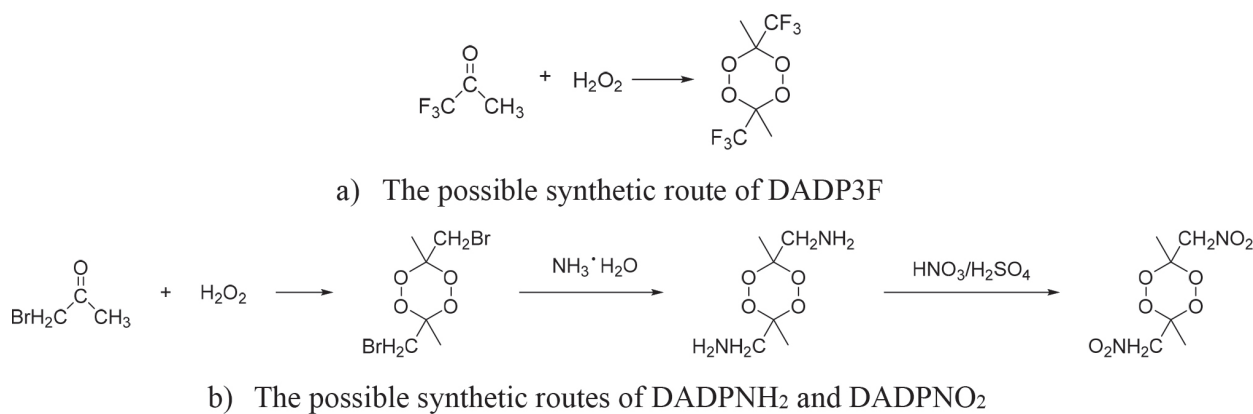 O CF₃
F₃C C CH₃ + H₂O₂ O O O O
F₃C
a) The possible synthetic route of DADP3F
O CH₂Br CH₂NH₂ CH₂NO₂
BrH₂C C CH₃ + H₂O₂ O O O O NH₃·H₂O O O O O HNO₃/H₂SO₄ O O O O
BrH₂C H₂NH₂C O₂NH₂C
b) The possible synthetic routes of DADPNH₂ and DADPNO₂